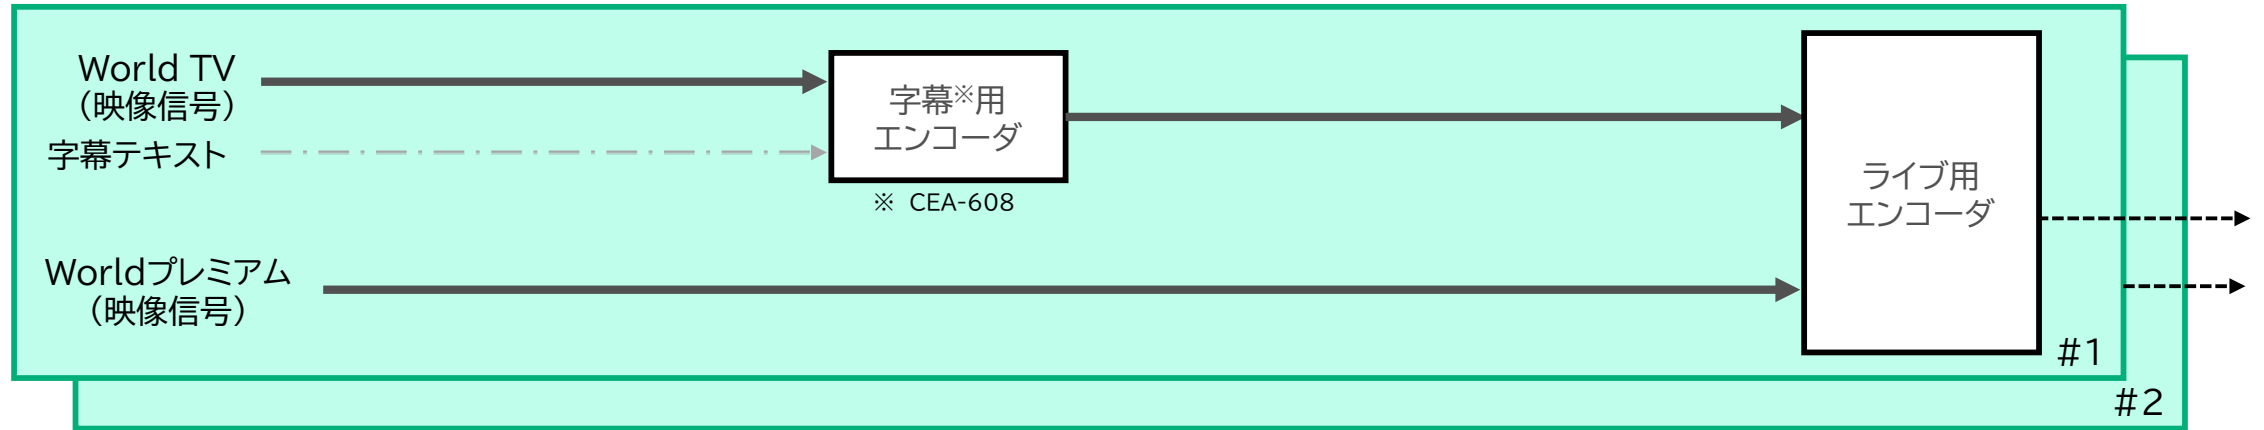 World TV
（映像信号）
字幕テキスト
字幕※用
エンコーダ
※ CEA-608
Worldプレミアム
（映像信号）
ライブ用
エンコーダ
#1
#2